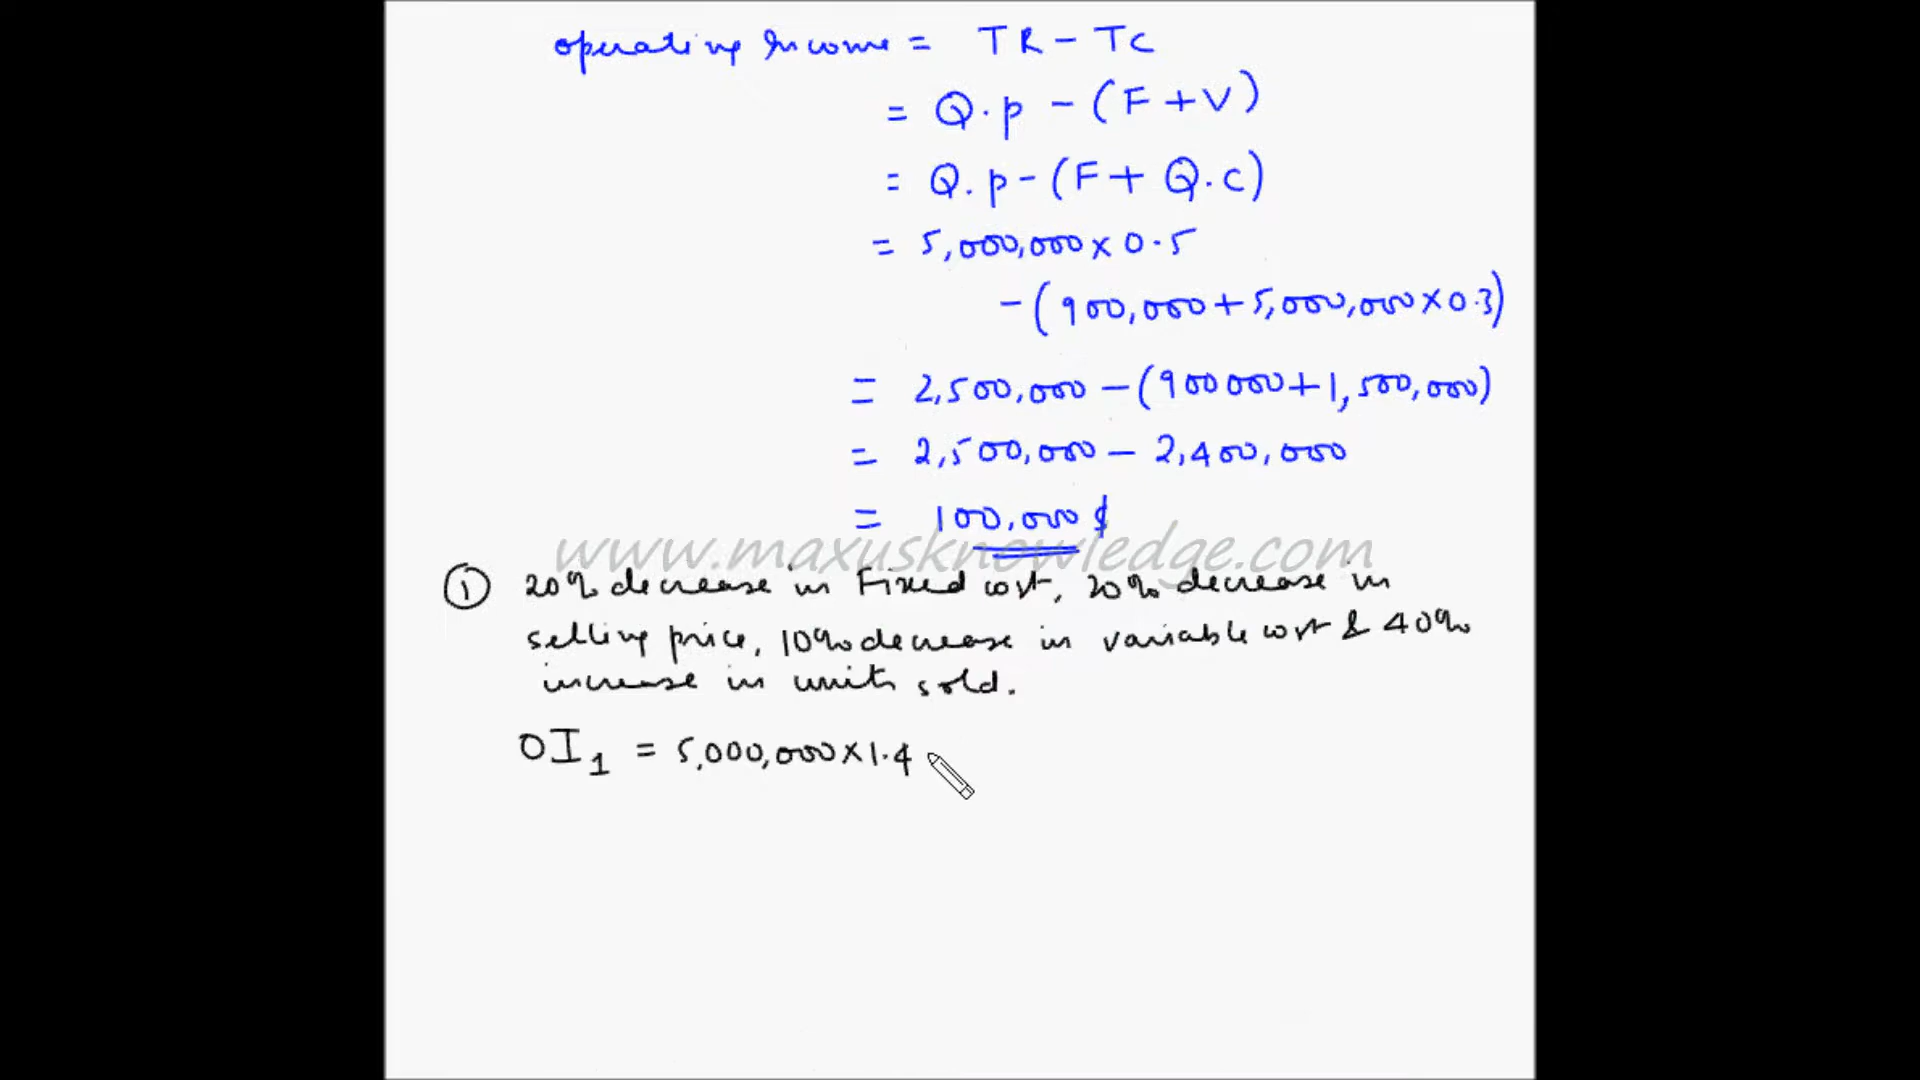 operating Income = TR - TC
= Q.p - (F+V)
= Q.p - (F + Q.c)
= 5,000,000 x 0.5
- (900,000 + 5,000,000 x 0.3)
= 2,500,000 - (900000 + 1,500,000)
= 2,500,000 - 2,400,000
= 100,000 $
www.maxusknowledge.com
① 20% decrease in Fixed cost, 20% decrease in
selling price, 10% decrease in variable cost & 40%
increase in units sold.
OI₁ = 5,000,000 x 1.4